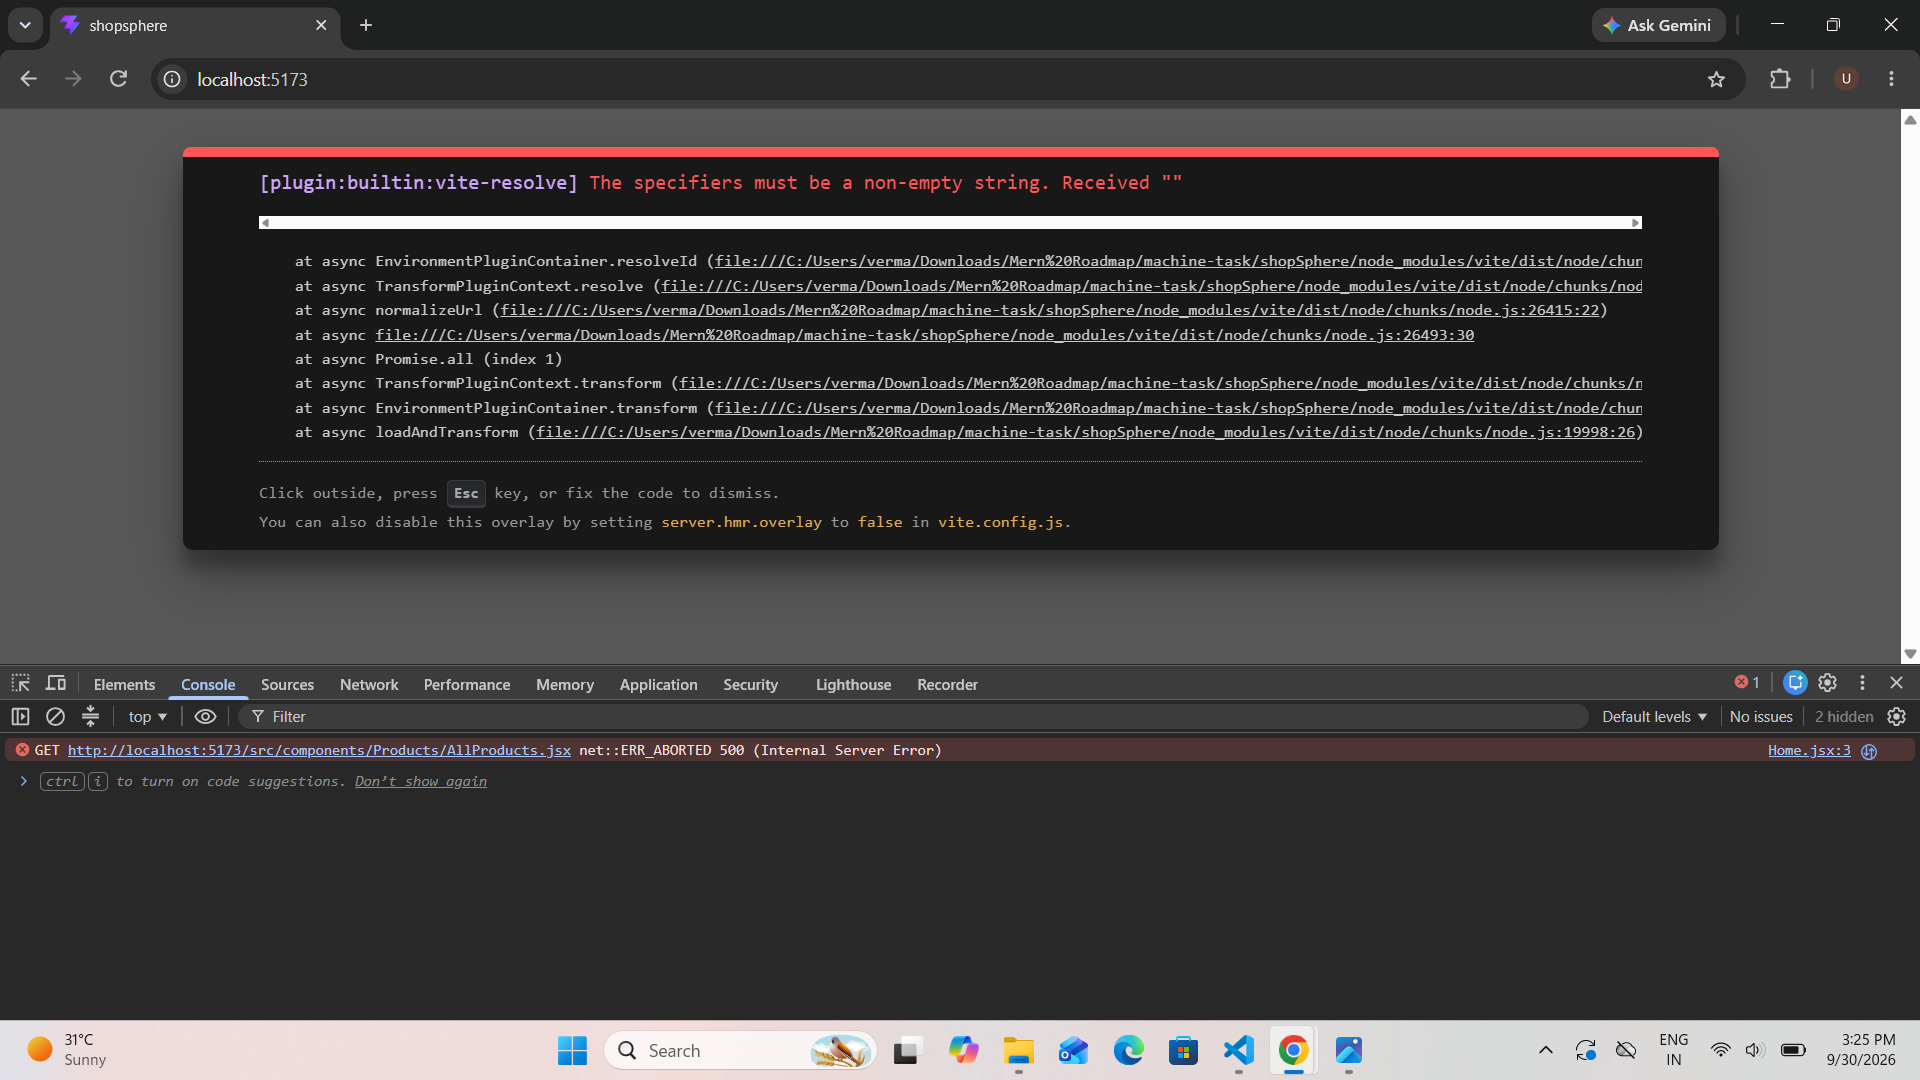 shopsphere
Ask Gemini
localhost:5173
U
[plugin:builtin:vite-resolve] The specifiers must be a non-empty string. Received ""
at async EnvironmentPluginContainer.resolveId (file:///C:/Users/verma/Downloads/Mern%20Roadmap/machine-task/shopSphere/node_modules/vite/dist/node/chun
at async TransformPluginContext.resolve (file:///C:/Users/verma/Downloads/Mern%20Roadmap/machine-task/shopSphere/node_modules/vite/dist/node/chunks/nod
at async normalizeUrl (file:///C:/Users/verma/Downloads/Mern%20Roadmap/machine-task/shopSphere/node_modules/vite/dist/node/chunks/node.js:26415:22)
at async file:///C:/Users/verma/Downloads/Mern%20Roadmap/machine-task/shopSphere/node_modules/vite/dist/node/chunks/node.js:26493:30
at async Promise.all (index 1)
at async TransformPluginContext.transform (file:///C:/Users/verma/Downloads/Mern%20Roadmap/machine-task/shopSphere/node_modules/vite/dist/node/chunks/n
at async EnvironmentPluginContainer.transform (file:///C:/Users/verma/Downloads/Mern%20Roadmap/machine-task/shopSphere/node_modules/vite/dist/node/chun
at async loadAndTransform (file:///C:/Users/verma/Downloads/Mern%20Roadmap/machine-task/shopSphere/node_modules/vite/dist/node/chunks/node.js:19998:26)
Click outside, press Esc key, or fix the code to dismiss.
You can also disable this overlay by setting server.hmr.overlay to false in vite.config.js.
Elements Console Sources Network Performance Memory Application Security Lighthouse Recorder 1
top Filter Default levels No issues 2 hidden
GET http://localhost:5173/src/components/Products/AllProducts.jsx net::ERR_ABORTED 500 (Internal Server Error) Home.jsx:3
ctrl i to turn on code suggestions. Don't show again
31°C
Sunny
Search
ENG
IN
3:25 PM
9/30/2026